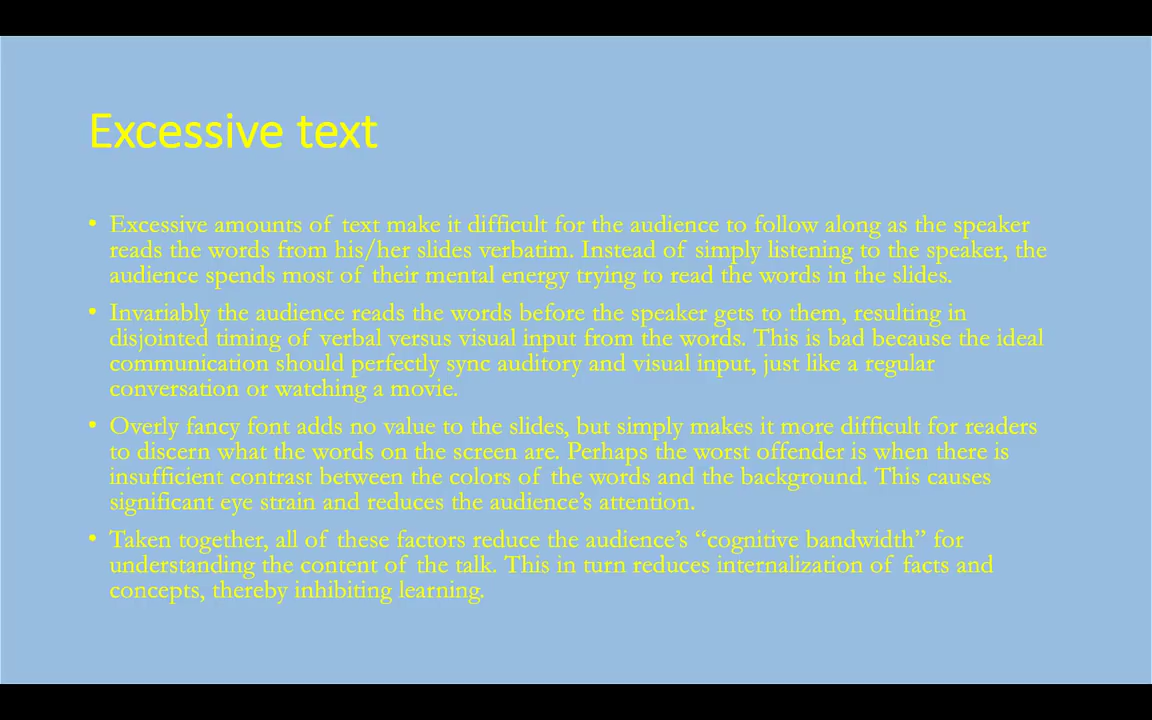 Excessive text
• Excessive amounts of text make it difficult for the audience to follow along as the speaker
reads the words from his/her slides verbatim. Instead of simply listening to the speaker, the
audience spends most of their mental energy trying to read the words in the slides.
• Invariably the audience reads the words before the speaker gets to them, resulting in
disjointed timing of verbal versus visual input from the words. This is bad because the ideal
communication should perfectly sync auditory and visual input, just like a regular
conversation or watching a movie.
• Overly fancy font adds no value to the slides, but simply makes it more difficult for readers
to discern what the words on the screen are. Perhaps the worst offender is when there is
insufficient contrast between the colors of the words and the background. This causes
significant eye strain and reduces the audience’s attention.
• Taken together, all of these factors reduce the audience’s “cognitive bandwidth” for
understanding the content of the talk. This in turn reduces internalization of facts and
concepts, thereby inhibiting learning.